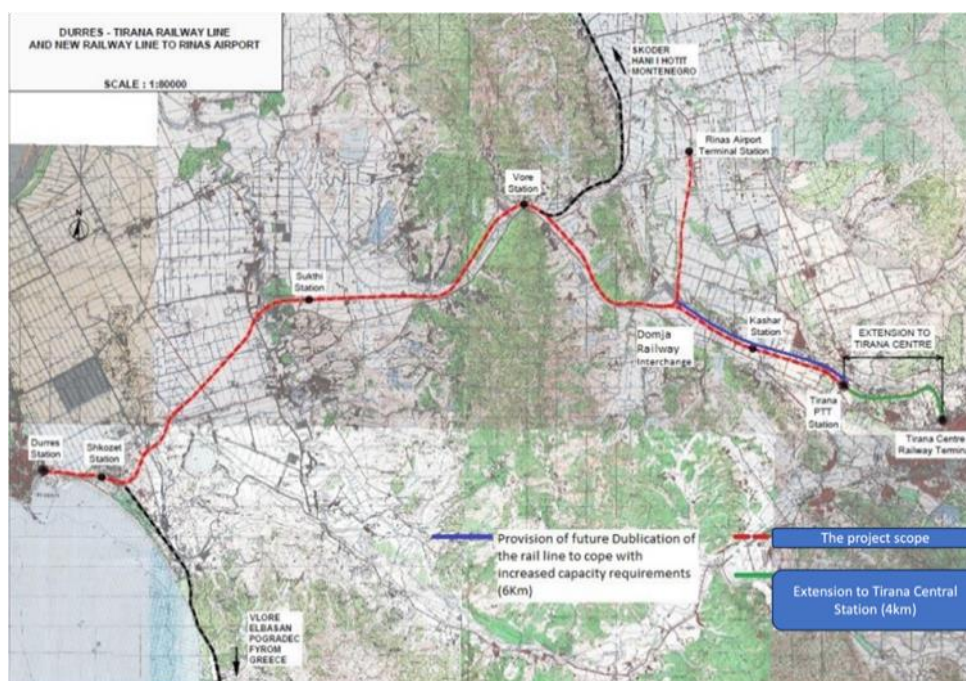 DURRES - TIRANA RAILWAY LINE
AND NEW RAILWAY LINE TO RINAS AIRPORT
SCALE : 1:80000
SKODER
HANI I HOTIT
MONTENEGRO
Rinas Airport
Terminal Station
Vore
Station
N
Sukthi
Station
Kashar
Station
EXTENSION TO
TIRANA CENTRE
Domja
Railway
Interchange
Tirana
PTT
Station
Tirana Centre
Railway Termin
Durres
Station
Shkozet
Station
Provision of future Dublication of
the rail line to cope with
increased capacity requirements
(6Km)
The project scope
Extension to Tirana Central
Station (4km)
VLORE
ELBASAN
POGRADEC
FYROM
GREECE